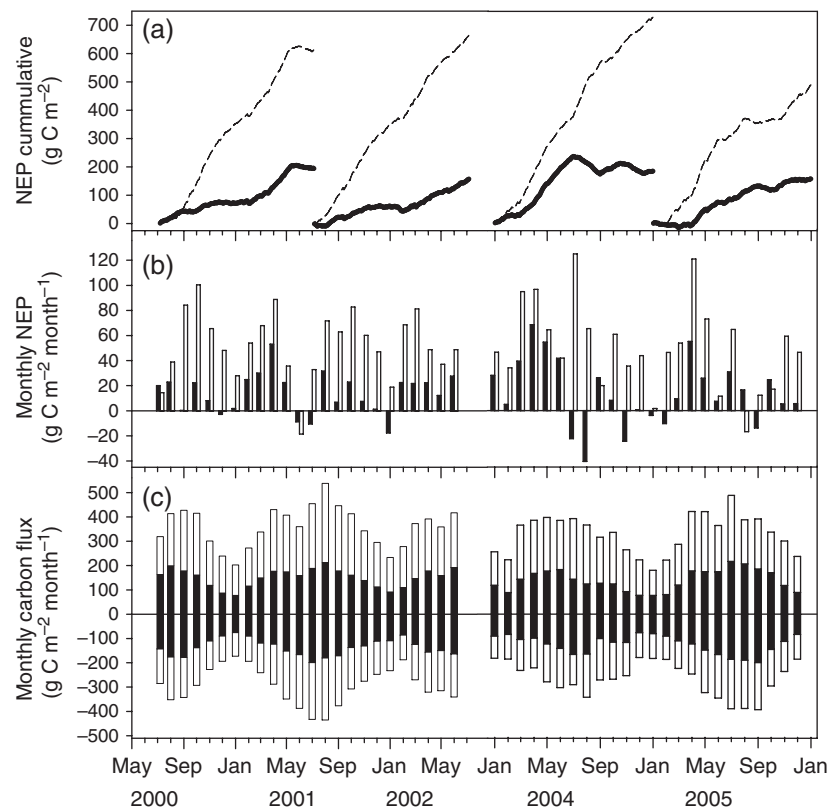 (a)
NEP cummulative
(g C m−2)
700
600
500
400
300
200
100
0
(b)
Monthly NEP
(g C m−2 month−1)
120
100
80
60
40
20
0
−20
−40
(c)
Monthly carbon flux
(g C m−2 month−1)
500
400
300
200
100
0
−100
−200
−300
−400
−500
May Sep Jan May Sep Jan May Jan May Sep Jan May Sep Jan
2000 2001 2002 2004 2005